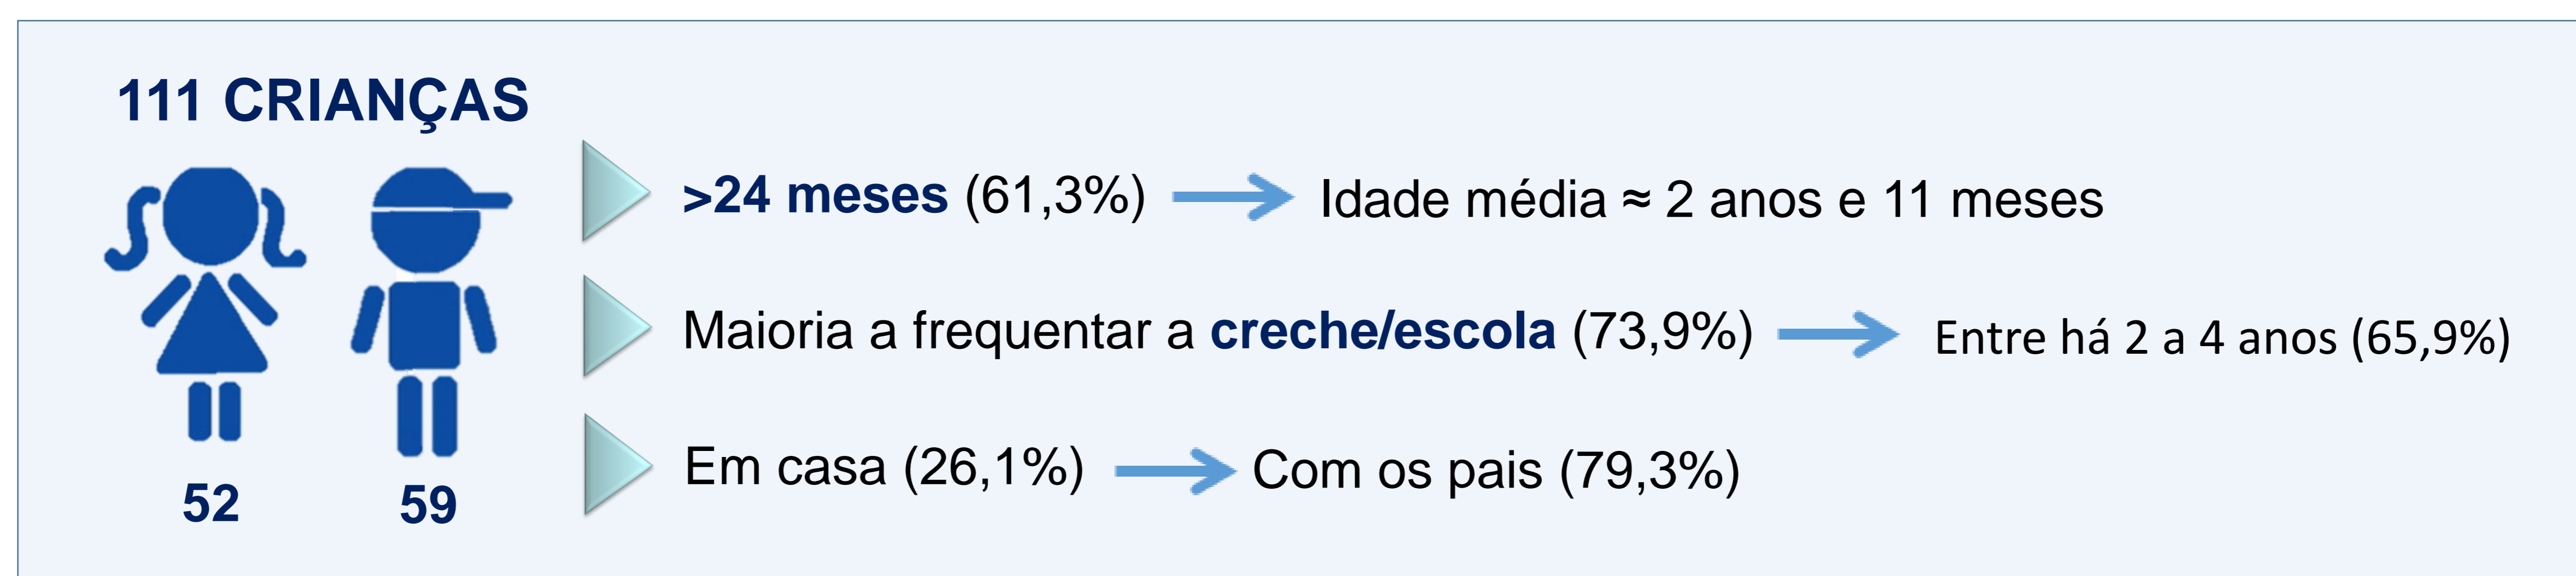 111 CRIANÇAS
>24 meses (61,3%) Idade média ≈ 2 anos e 11 meses
Maioria a frequentar a creche/escola (73,9%) Entre há 2 a 4 anos (65,9%)
Em casa (26,1%) Com os pais (79,3%)
52 59